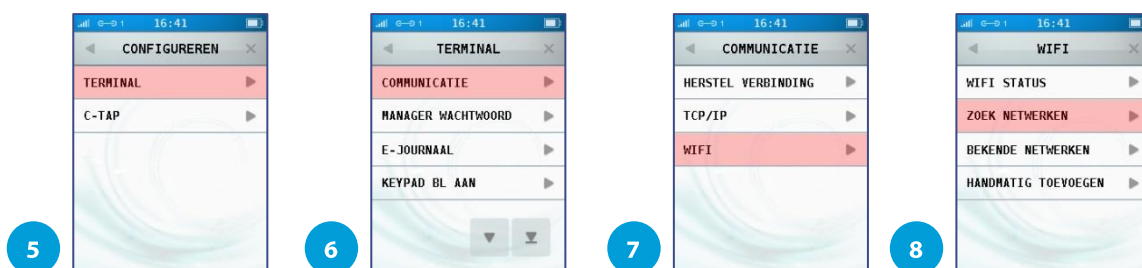 16:41
CONFIGUREREN
TERMINAL
C-TAP
5
16:41
TERMINAL
COMMUNICATIE
MANAGER WACHTWOORD
E-JOURNAAL
KEYPAD BL AAN
6
16:41
COMMUNICATIE
HERSTEL VERBINDING
TCP/IP
WIFI
7
16:41
WIFI
WIFI STATUS
ZOEK NETWERKEN
BEKENDE NETWERKEN
HANDMATIG TOEVOEGEN
8